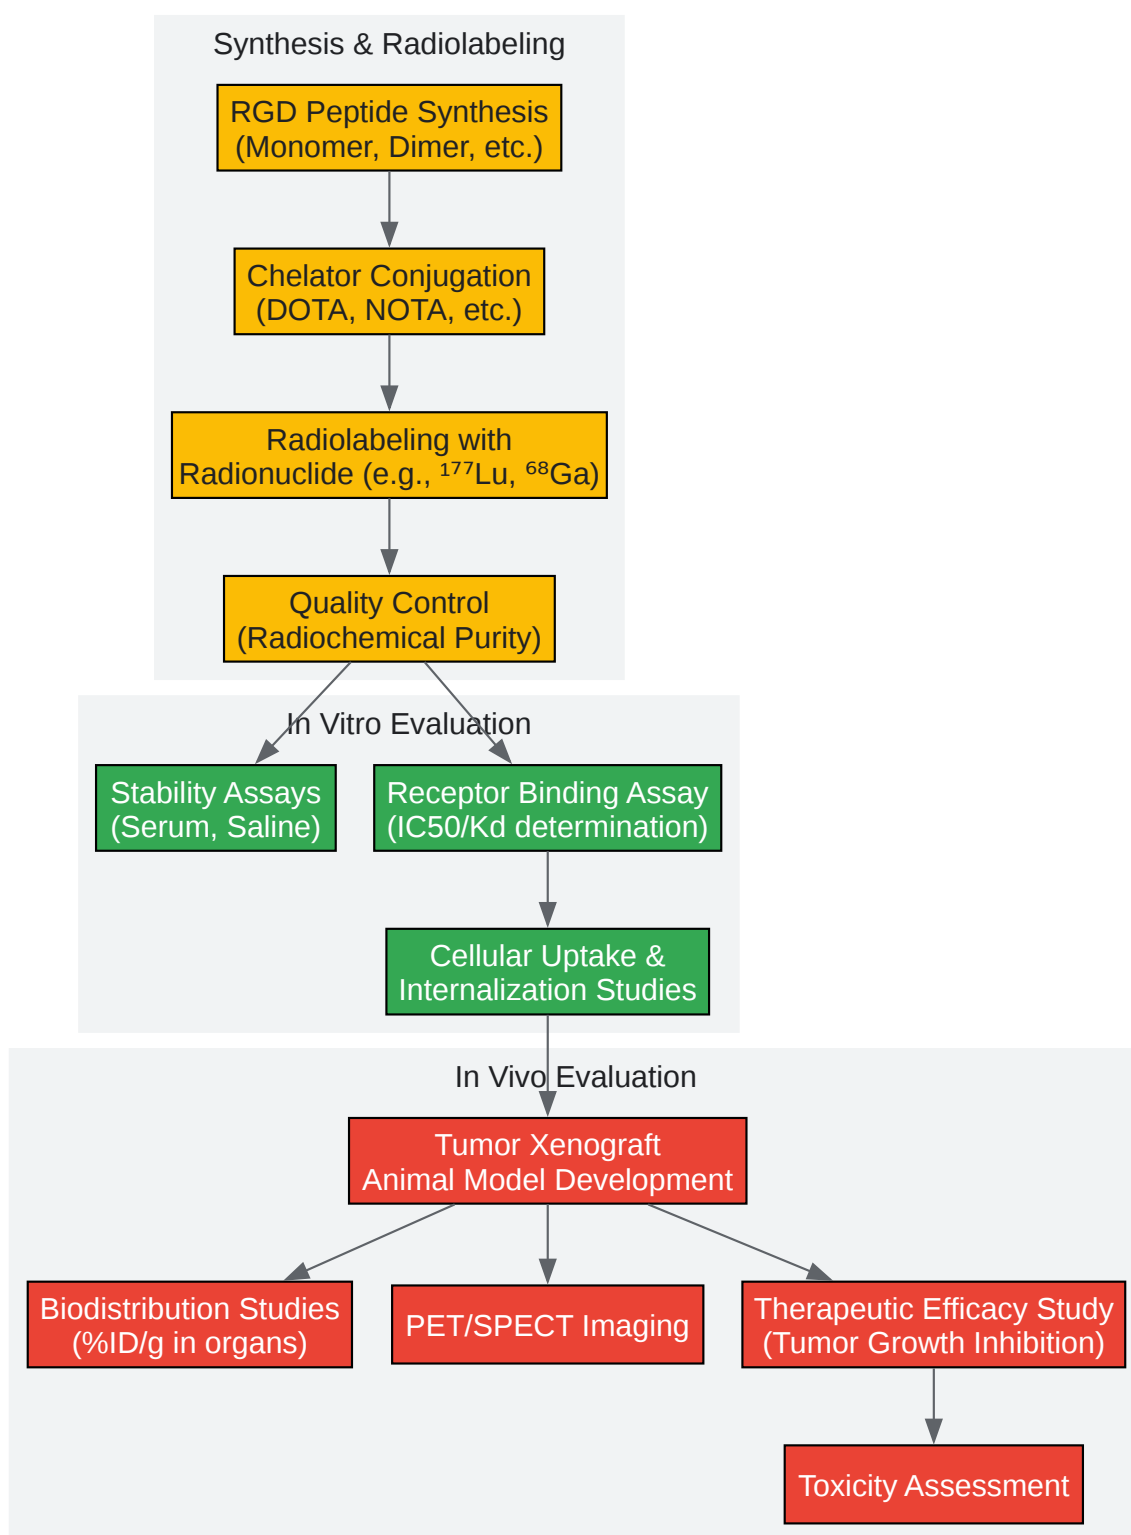 Synthesis & Radiolabeling
RGD Peptide Synthesis
(Monomer, Dimer, etc.)
Chelator Conjugation
(DOTA, NOTA, etc.)
Radiolabeling with
Radionuclide (e.g., ¹⁷⁷Lu, ⁶⁸Ga)
Quality Control
(Radiochemical Purity)
In Vitro Evaluation
Stability Assays
(Serum, Saline)
Receptor Binding Assay
(IC50/Kd determination)
Cellular Uptake &
Internalization Studies
In Vivo Evaluation
Tumor Xenograft
Animal Model Development
Biodistribution Studies
(%ID/g in organs)
PET/SPECT Imaging
Therapeutic Efficacy Study
(Tumor Growth Inhibition)
Toxicity Assessment